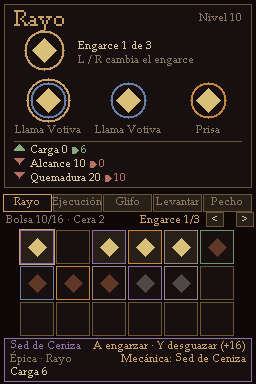 Rayo
Nivel 10
Engarce 1 de 3
L / R cambia el engarce
Llama Votiva Llama Votiva Prisa
Carga 0 6
Alcance 10 0
Quemadura 20 10
Rayo Ejecución Glifo Levantar Pecho
Bolsa 10/16 · Cera 2 Engarce 1/3 < >
Sed de Ceniza A engarzar · Y desguazar (+16)
Épica · Rayo Mecánica: Sed de Ceniza
Carga 6